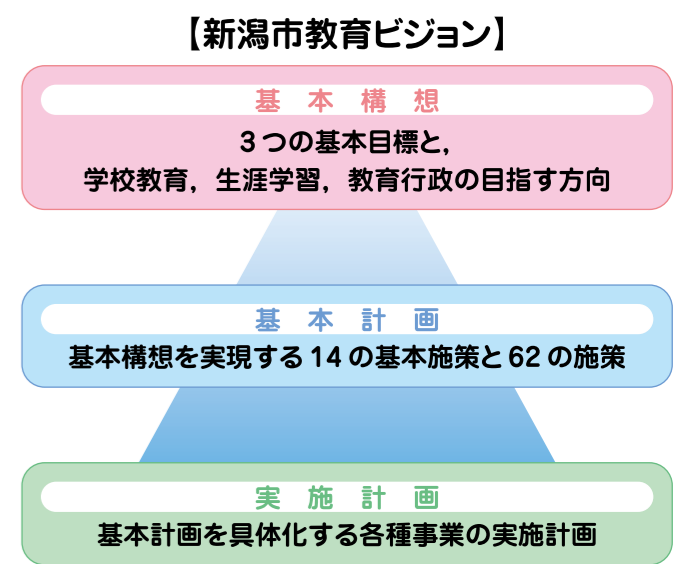 【新潟市教育ビジョン】
基本構想
3つの基本目標と，
学校教育，生涯学習，教育行政の目指す方向
基本計画
基本構想を実現する14の基本施策と62の施策
実施計画
基本計画を具体化する各種事業の実施計画